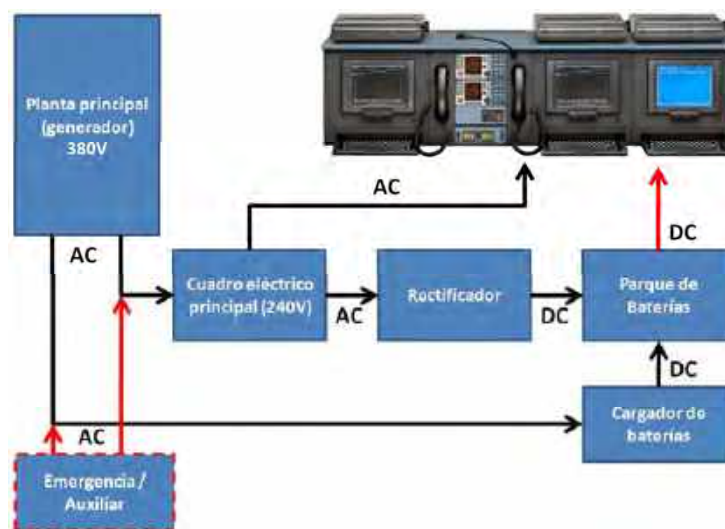 Planta principal
(generador)
380V
AC
AC
Cuadro eléctrico
principal (240V)
AC
Rectificador
DC
DC
Parque de
Baterías
DC
Cargador de
baterías
AC
Emergencia /
Auxiliar